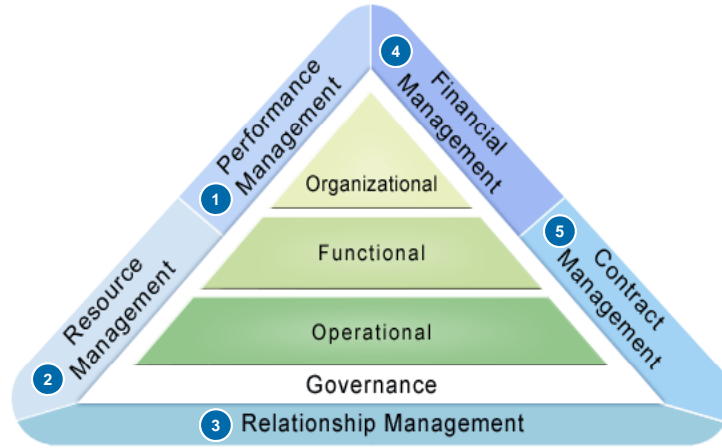 4
Financial
Management
Performance
Management
1
Organizational
5
Contract
Management
Functional
Resource
Management
Operational
2
Governance
3
Relationship Management